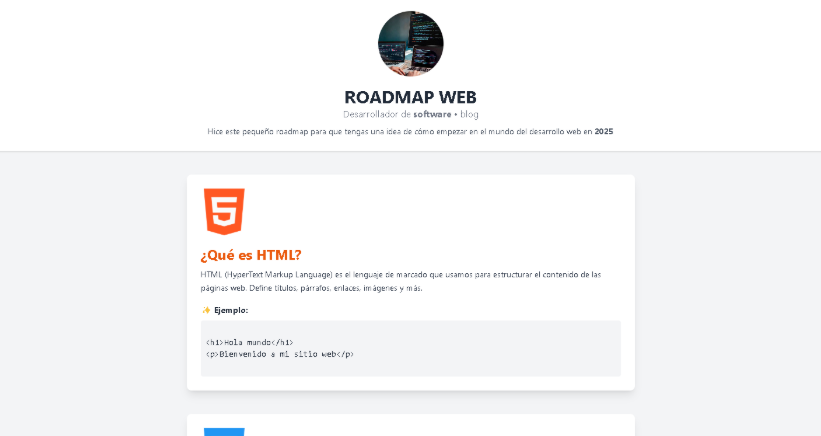 ROADMAP WEB
Desarrollador de software • blog
Hice este pequeño roadmap para que tengas una idea de cómo empezar en el mundo del desarrollo web en 2025
5
¿Qué es HTML?
HTML (HyperText Markup Language) es el lenguaje de marcado que usamos para estructurar el contenido de las
páginas web. Define títulos, párrafos, enlaces, imágenes y más.
✨ Ejemplo:
<h1>Hola mundo</h1>
<p>Bienvenido a mi sitio web</p>